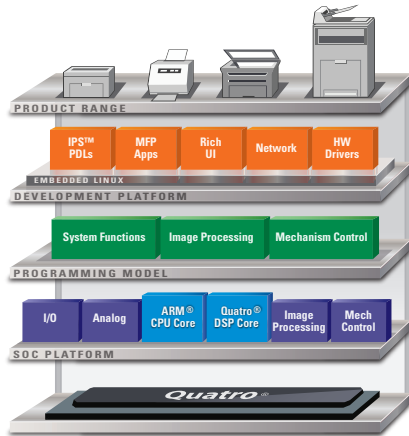 PRODUCT RANGE
IPS™ PDLs
MFP Apps
Rich UI
Network
HW Drivers
EMBEDDED LINUX
DEVELOPMENT PLATFORM
System Functions
Image Processing
Mechanism Control
PROGRAMMING MODEL
I/O
Analog
ARM® CPU Core
Quatro® DSP Core
Image Processing
Mech Control
SOC PLATFORM
Quatro®